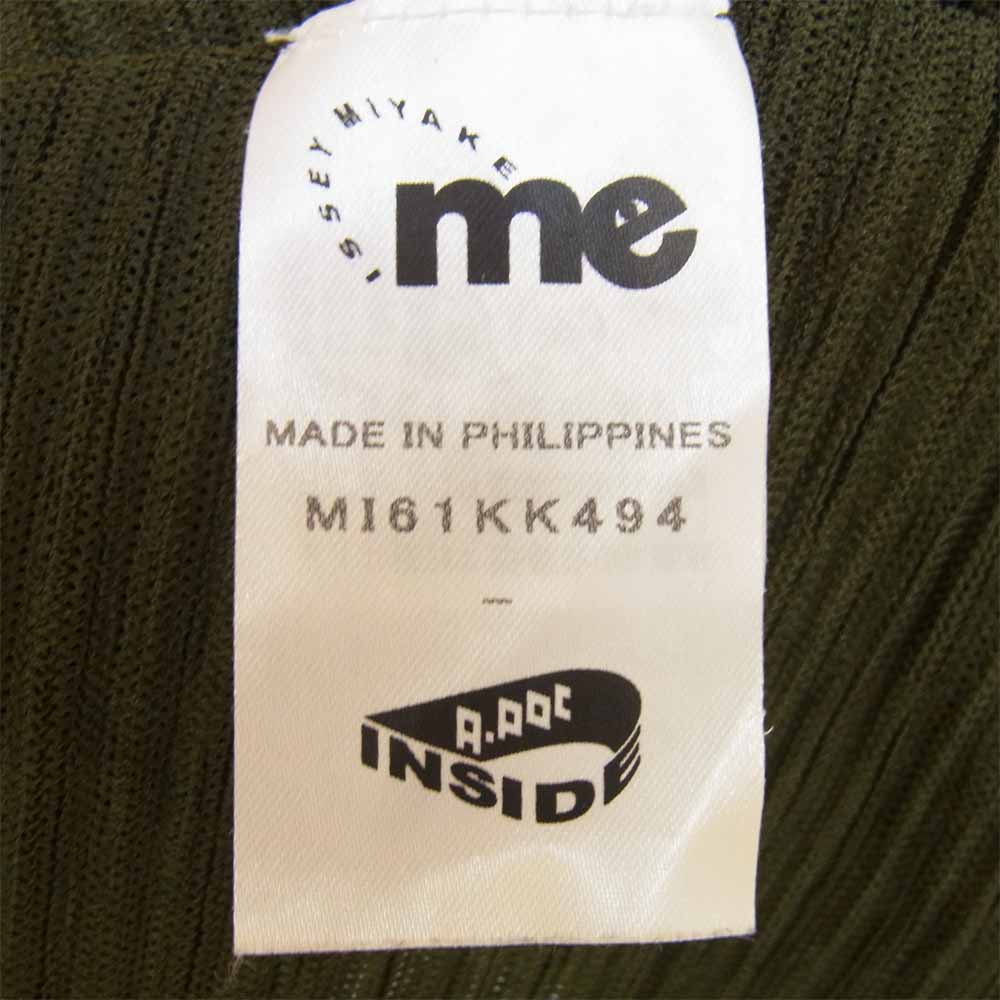 ISSEY MIYAKE
me
MADE IN PHILIPPINES
MI61KK494
—
A.POC
INSIDE